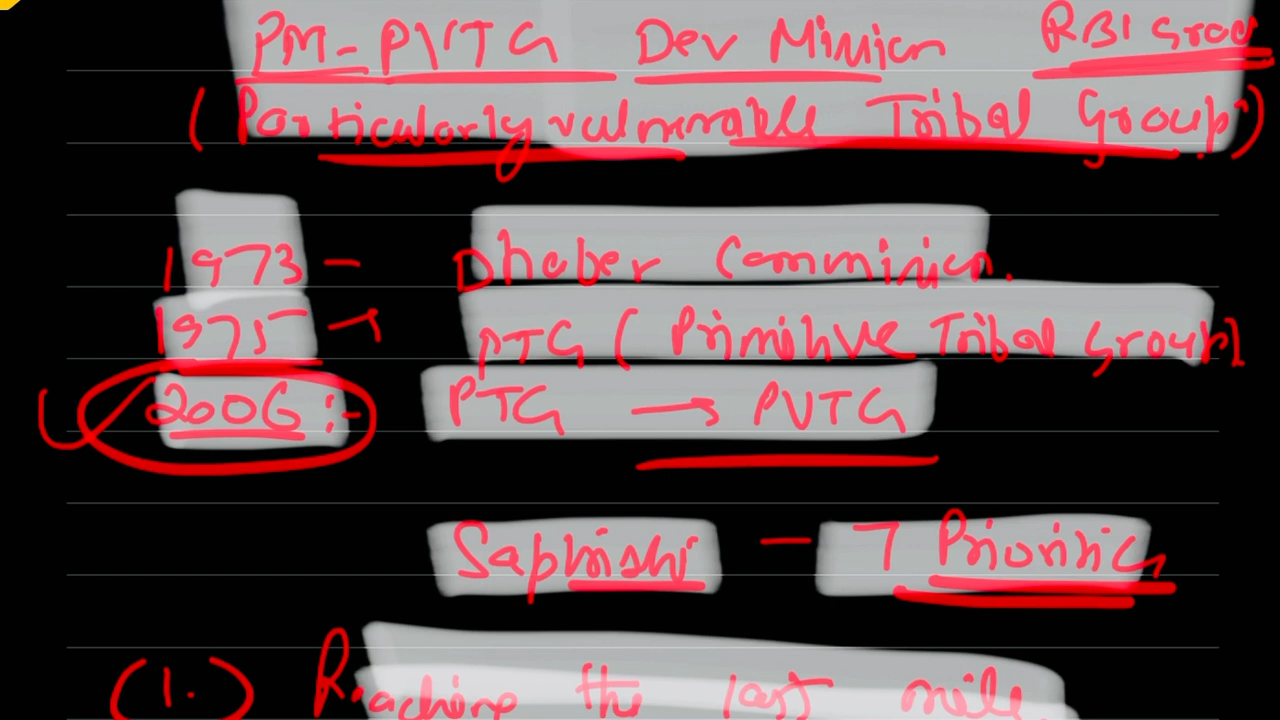 PM-PVTG Dev Mission RBI Grad
(Particularly vulnerable Tribal Group)
1973 - Dhebar Commission.
1975 → PTG (Primitive Tribal Group)
2006 :- PTG → PVTG
Saptrishi - 7 Priorities
(1.) Reaching the last mile